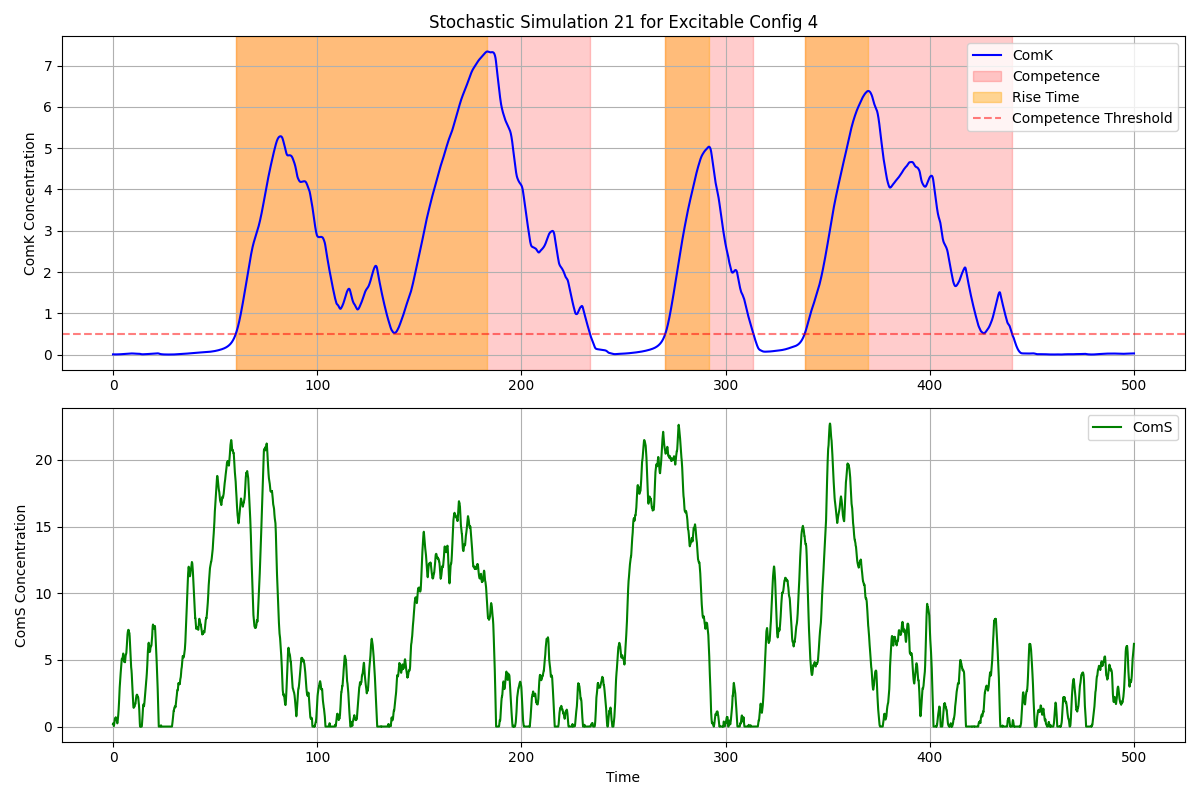 Stochastic Simulation 21 for Excitable Config 4
ComK Concentration
7
6
5
4
3
2
1
0
ComK
Competence
Rise Time
Competence Threshold
0 100 200 300 400 500
ComS Concentration
20
15
10
5
0
ComS
0 100 200 300 400 500
Time